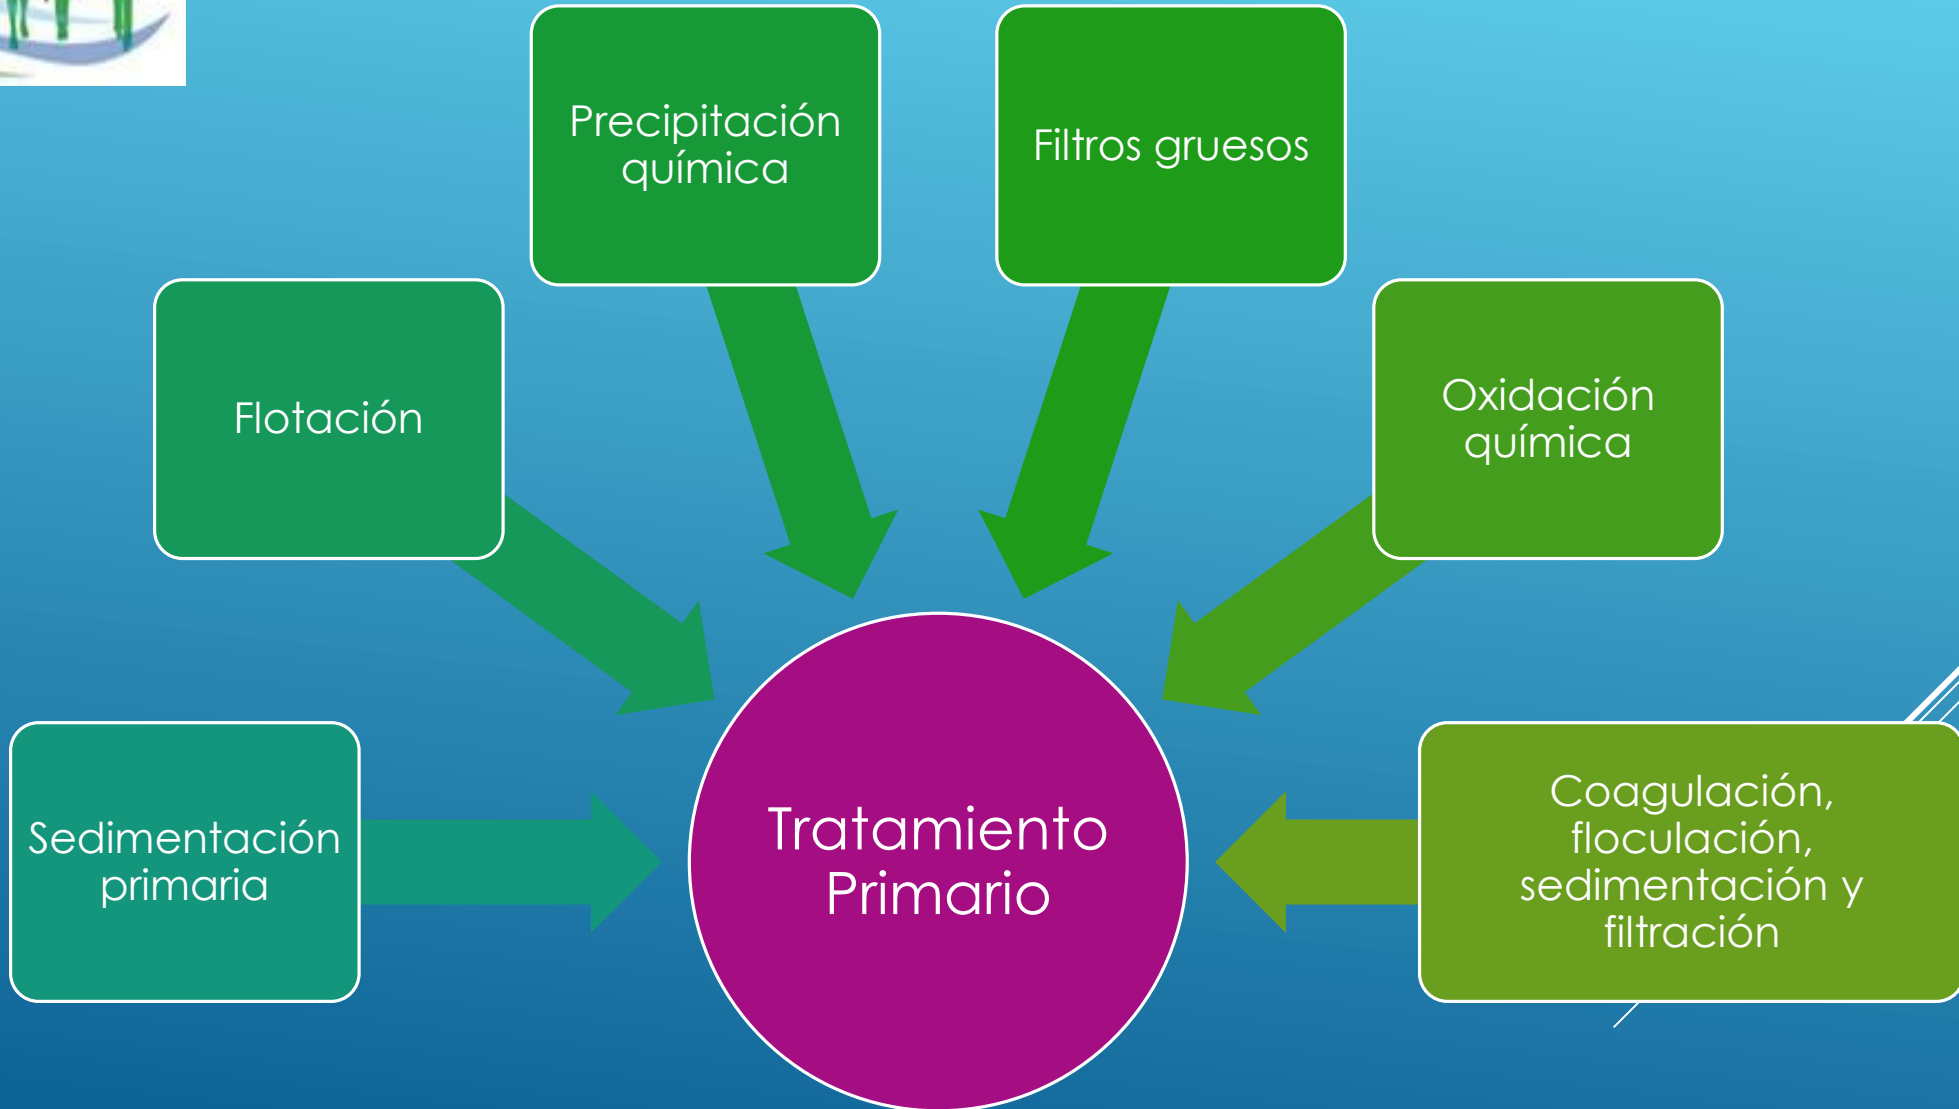 Precipitación
química
Filtros gruesos
Flotación
Oxidación
química
Sedimentación
primaria
Tratamiento
Primario
Coagulación,
floculación,
sedimentación y
filtración